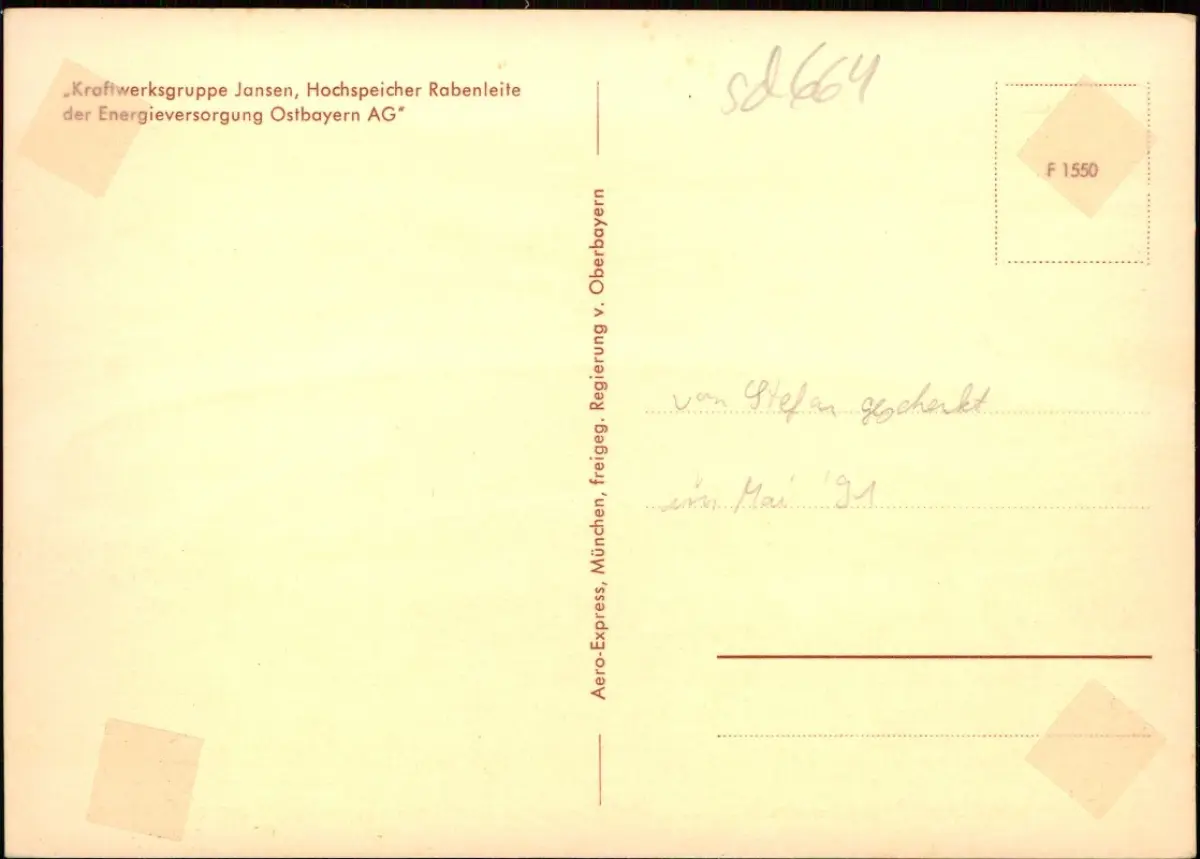 „Kraftwerksgruppe Jansen, Hochspeicher Rabenleite
der Energieversorgung Ostbayern AG“
Aero-Express, München, freigeg. Regierung v. Oberbayern
sd664
F 1550
von Stefan geschenkt
im Mai '91